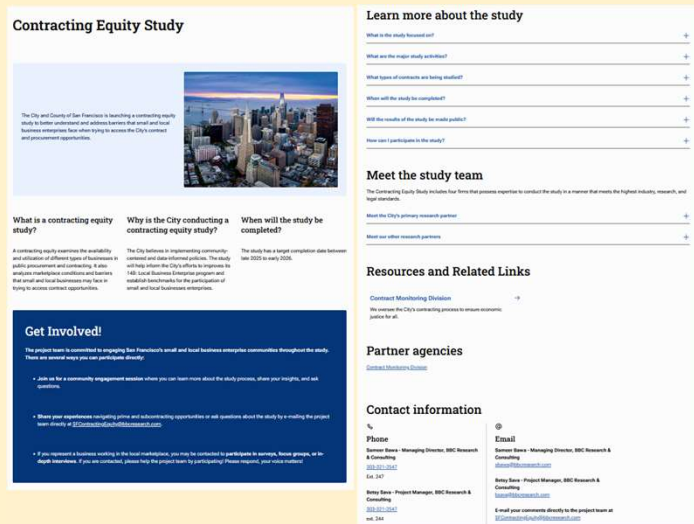 Contracting Equity Study
The City and County of San Francisco is launching a contracting equity
study to better understand and address barriers that small and local
business enterprises face when trying to access the City's contract
and procurement opportunities.
What is a contracting equity
study?
A contracting equity examines the availability
and utilization of different types of businesses in
public procurement and contracting. It also
analyzes marketplace conditions and barriers
that small and local businesses may face in
trying to access contract opportunities.
Why is the City conducting a
contracting equity study?
The City believes in implementing community-
centered and data-informed policies. The study
will help inform the City's efforts to improve its
14B: Local Business Enterprise program and
establish benchmarks for the participation of
small and local businesses enterprises.
When will the study be
completed?
The study has a target completion date between
late 2025 to early 2026.
Get Involved!
The project team is committed to engaging San Francisco's small and local business enterprise communities throughout the study.
There are several ways you can participate directly:
• Join us for a community engagement session where you can learn more about the study process, share your insights, and ask
questions.
• Share your experiences navigating prime and subcontracting opportunities or ask questions about the study by e-mailing the project
team directly at SFContractingEquity@bbcresearch.com.
• If you represent a business working in the local marketplace, you may be contacted to participate in surveys, focus groups, or in-
depth interviews. If you are contacted, please help the project team by participating! Please respond, your voice matters!
Learn more about the study
What is the study focused on?
What are the major study activities?
What types of contracts are being studied?
When will the study be completed?
Will the results of the study be made public?
How can I participate in the study?
Meet the study team
The Contracting Equity Study includes four firms that possess expertise to conduct the study in a manner that meets the highest industry, research, and
legal standards.
Meet the City's primary research partner
Meet our other research partners
Resources and Related Links
Contract Monitoring Division
We oversee the City's contracting process to ensure economic
justice for all.
Partner agencies
Contract Monitoring Division
Contact information
Phone
Sameer Bawa - Managing Director, BBC Research &
Consulting
303-321-2547
Ext. 247
Betsy Sava - Project Manager, BBC Research &
Consulting
303-321-2547
ext. 244
Email
Sameer Bawa - Managing Director, BBC Research &
Consulting
Betsy Sava - Project Manager, BBC Research &
Consulting
E-mail your comments directly to the project team at
SFContractingEquity@bbcresearch.com